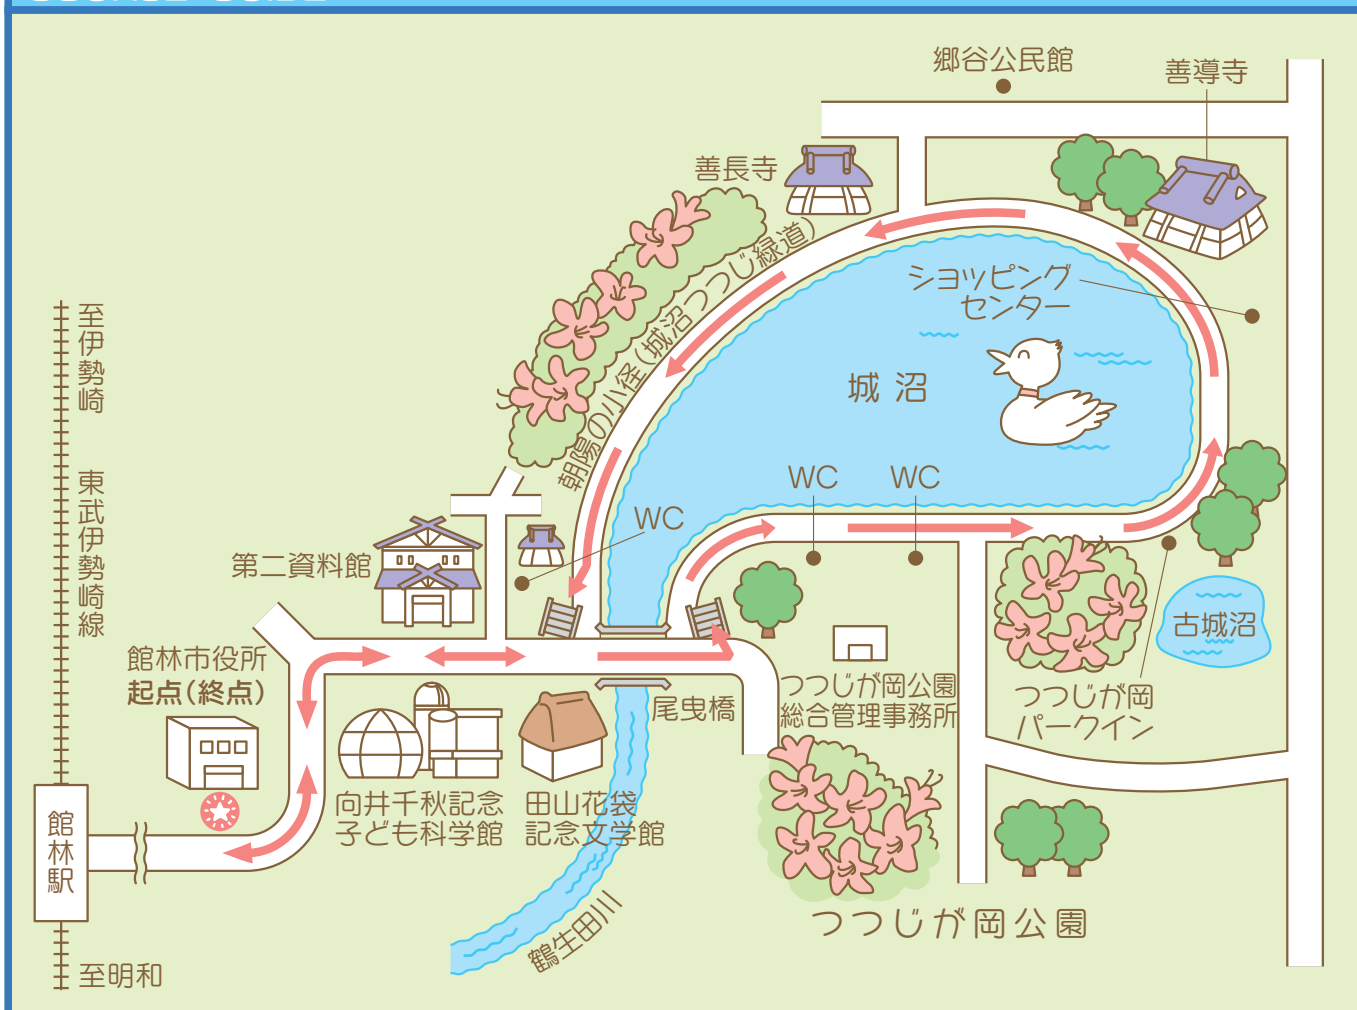 COURSE GUIDE
郷谷公民館
善導寺
善長寺
朝陽の小径(城沼つつじ緑道)
ショッピング
センター
城沼
WC
WC
WC
至伊勢崎
東武伊勢崎線
第二資料館
館林市役所
起点(終点)
尾曳橋
つつじが岡公園
総合管理事務所
つつじが岡
パークイン
古城沼
向井千秋記念
子ども科学館
田山花袋
記念文学館
館林駅
鶴生田川
つつじが岡公園
至明和